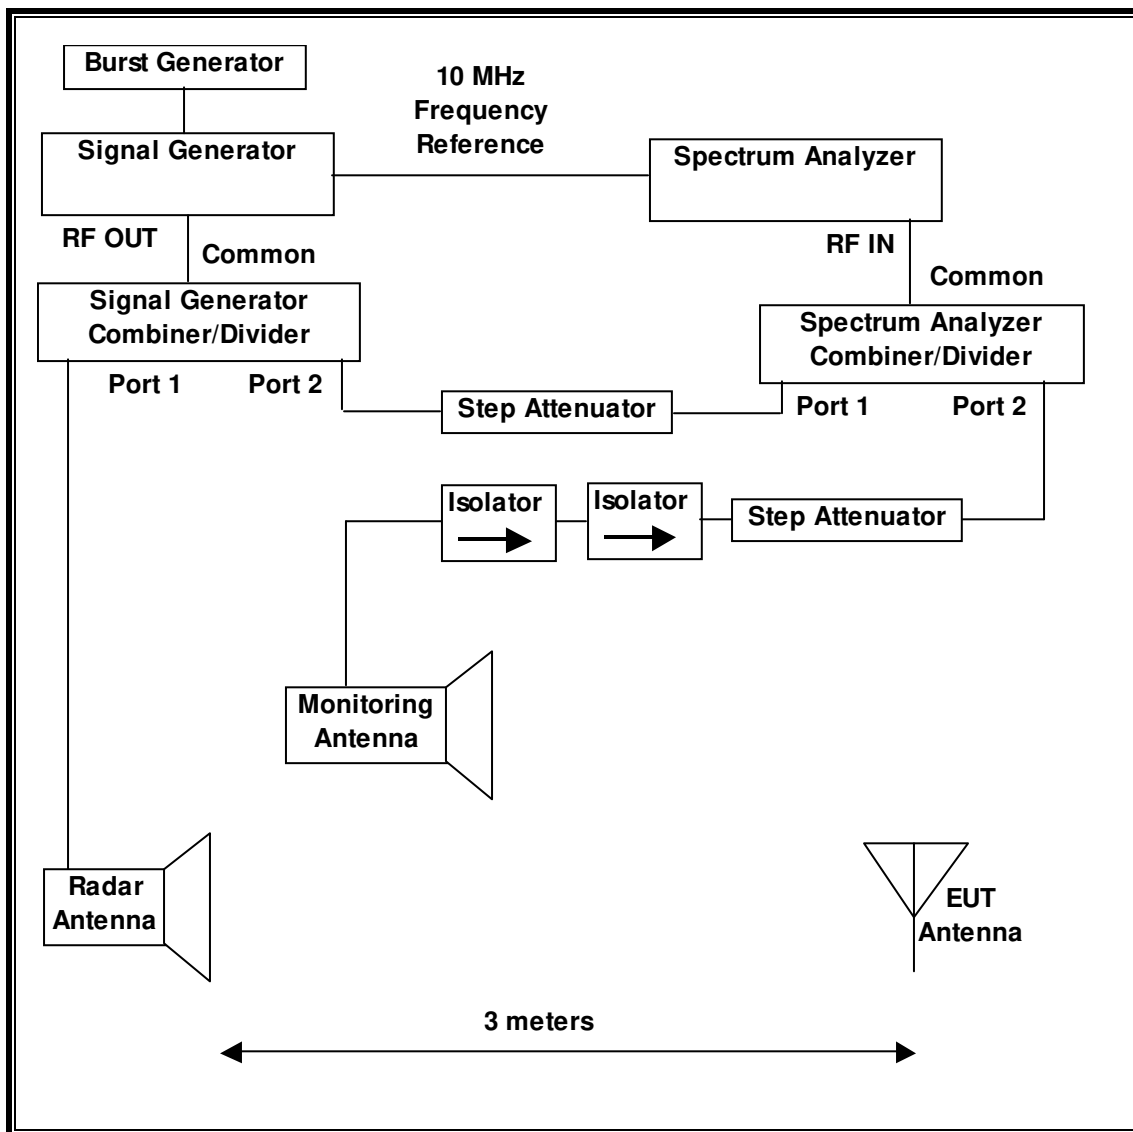 Burst Generator
10 MHz
Frequency
Reference
Signal Generator
Spectrum Analyzer
RF OUT
Common
RF IN
Common
Signal Generator
Combiner/Divider
Spectrum Analyzer
Combiner/Divider
Port 1
Port 2
Step Attenuator
Port 1
Port 2
Isolator
Isolator
Step Attenuator
Monitoring
Antenna
Radar
Antenna
EUT
Antenna
3 meters